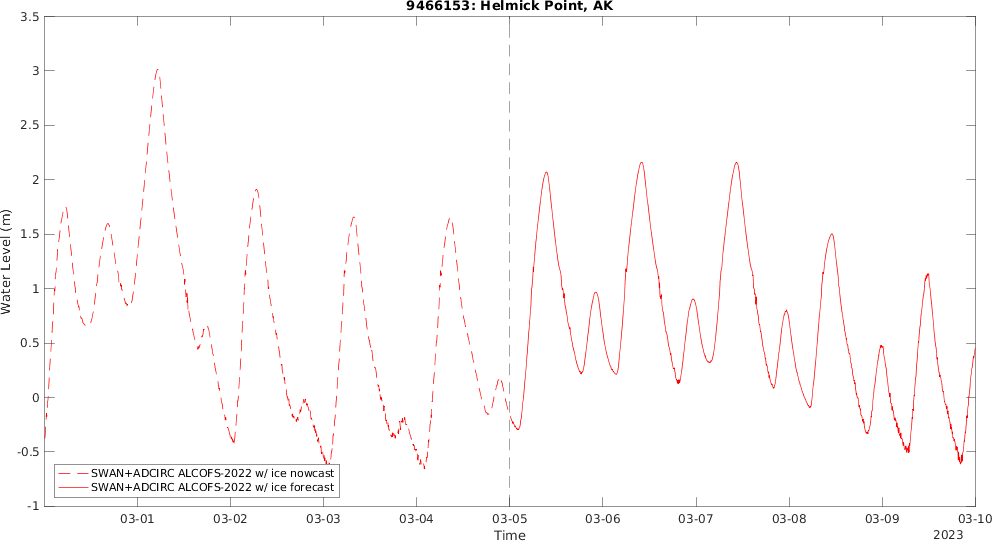 9466153: Helmick Point, AK
3.5
3
2.5
2
1.5
1
0.5
0
-0.5
-1
Water Level (m)
SWAN+ADCIRC ALCOFS-2022 w/ ice nowcast
SWAN+ADCIRC ALCOFS-2022 w/ ice forecast
03-01 03-02 03-03 03-04 03-05 03-06 03-07 03-08 03-09 03-10
Time
2023